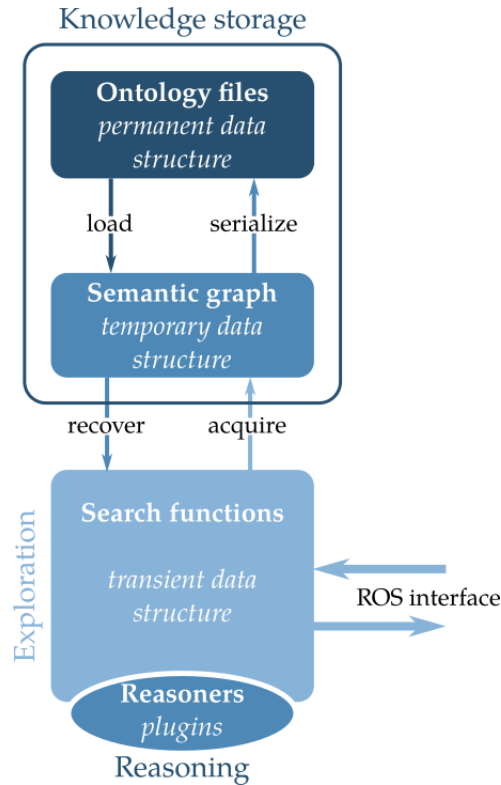 Knowledge storage
Ontology files
permanent data
structure
load
serialize
Semantic graph
temporary data
structure
recover
acquire
Exploration
Search functions
transient data
structure
ROS interface
Reasoners
plugins
Reasoning